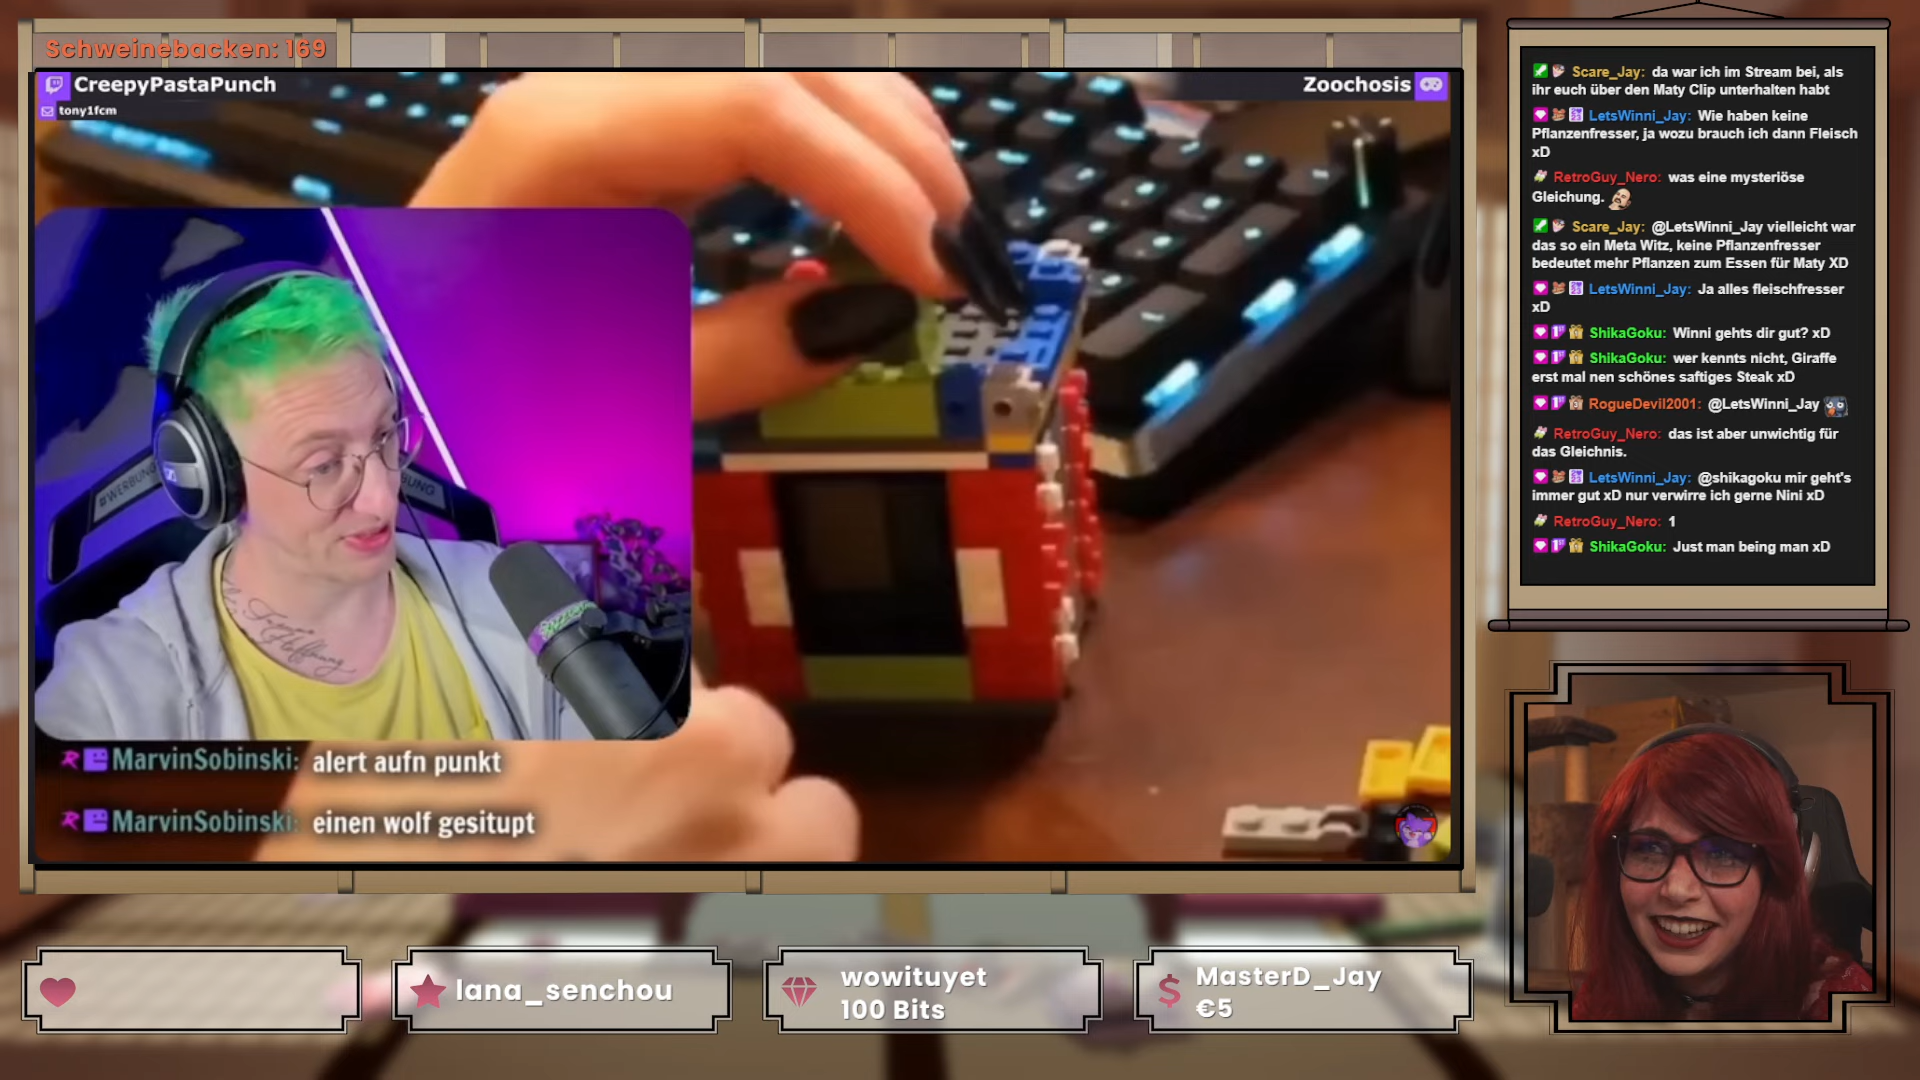 Schweinebacken: 169
CreepyPastaPunch
Zoochosis
tony1fcm
#WERBUNG
MarvinSobinski: alert aufn punkt
MarvinSobinski: einen wolf gesitupt
Scare_Jay: da war ich im Stream bei, als
ihr euch über den Maty Clip unterhalten habt
LetsWinni_Jay: Wie haben keine
Pflanzenfresser, ja wozu brauch ich dann Fleisch
xD
RetroGuy_Nero: was eine mysteriöse
Gleichung.
Scare_Jay: @LetsWinni_Jay vielleicht war
das so ein Meta Witz, keine Pflanzenfresser
bedeutet mehr Pflanzen zum Essen für Maty XD
LetsWinni_Jay: Ja alles fleischfresser
xD
ShikaGoku: Winni gehts dir gut? xD
ShikaGoku: wer kennts nicht, Giraffe
erst mal nen schönes saftiges Steak xD
RogueDevil2001: @LetsWinni_Jay
RetroGuy_Nero: das ist aber unwichtig für
das Gleichnis.
LetsWinni_Jay: @shikagoku mir geht's
immer gut xD nur verwirre ich gerne Nini xD
RetroGuy_Nero: 1
ShikaGoku: Just man being man xD
lana_senchou
wowituyet
100 Bits
MasterD_Jay
€5